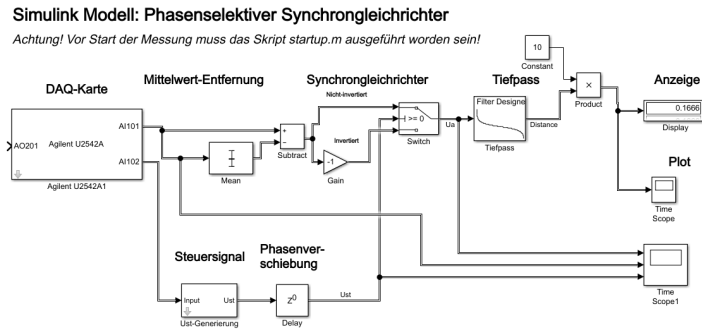 Simulink Modell: Phasenselektiver Synchrongleichrichter
Achtung! Vor Start der Messung muss das Skript startup.m ausgeführt worden sein!
10
Constant
DAQ-Karte
Mittelwert-Entfernung
Synchrongleichrichter
Tiefpass
Anzeige
×
Product
Nicht-invertiert
AO201
Agilent U2542A
AI101
AI102
Agilent U2542A1
+
−
Subtract
Mean
Invertiert
-1
Gain
>= 0
Switch
Ua
Filter Designe
Tiefpass
Distance
0.1666
Display
Plot
Time
Scope
Steuersignal
Phasenver-
schiebung
Input
Ust
Ust-Generierung
Z0
Delay
Ust
Time
Scope1